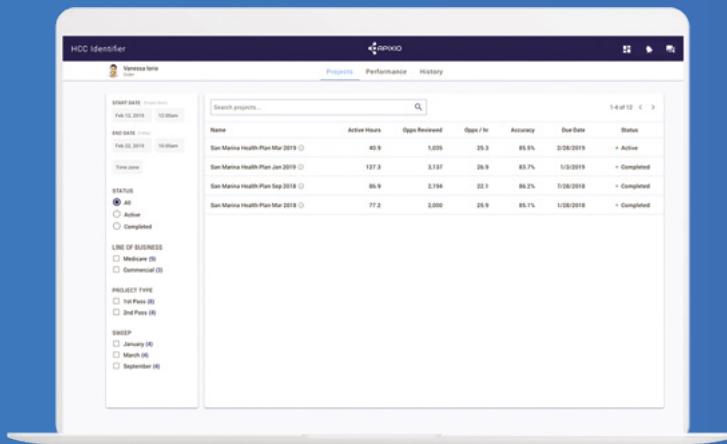 HCC Identifier
APIXIO
Vanessa Ioria
Coder
Projects Performance History
START DATE
Feb 12, 2019 12:00am
END DATE
Feb 22, 2019 10:00am
Time zone
STATUS
All
Active
Completed
LINE OF BUSINESS
Medicare (9)
Commercial (3)
PROJECT TYPE
1st Pass (8)
2nd Pass (4)
SWEEP
January (4)
March (4)
September (4)
Search projects...
1-4 of 12
Name Active Hours Opps Reviewed Opps / hr Accuracy Due Date Status
San Marina Health Plan Mar 2019 40.9 1,035 25.3 85.5% 2/28/2019 Active
San Marina Health Plan Jan 2019 127.3 3,137 26.9 83.7% 1/3/2019 Completed
San Marina Health Plan Sep 2018 86.9 2,194 22.1 86.2% 7/28/2018 Completed
San Marina Health Plan Mar 2018 77.2 2,000 25.9 85.1% 1/28/2018 Completed